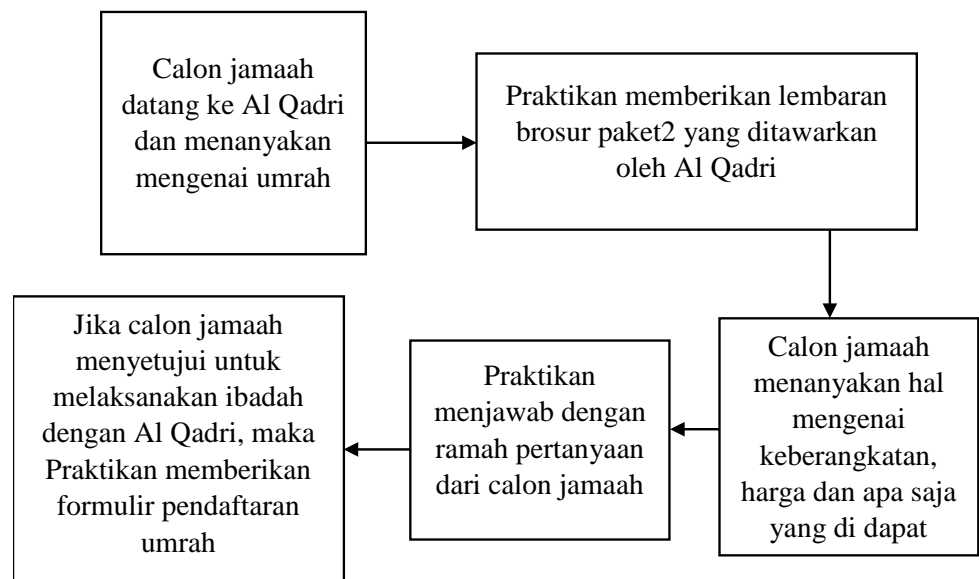 Calon jamaah
datang ke Al Qadri
dan menanyakan
mengenai umrah
Praktikan memberikan lembaran
brosur paket2 yang ditawarkan
oleh Al Qadri
Calon jamaah
menanyakan hal
mengenai
keberangkatan,
harga dan apa saja
yang di dapat
Praktikan
menjawab dengan
ramah pertanyaan
dari calon jamaah
Jika calon jamaah
menyetujui untuk
melaksanakan ibadah
dengan Al Qadri, maka
Praktikan memberikan
formulir pendaftaran
umrah